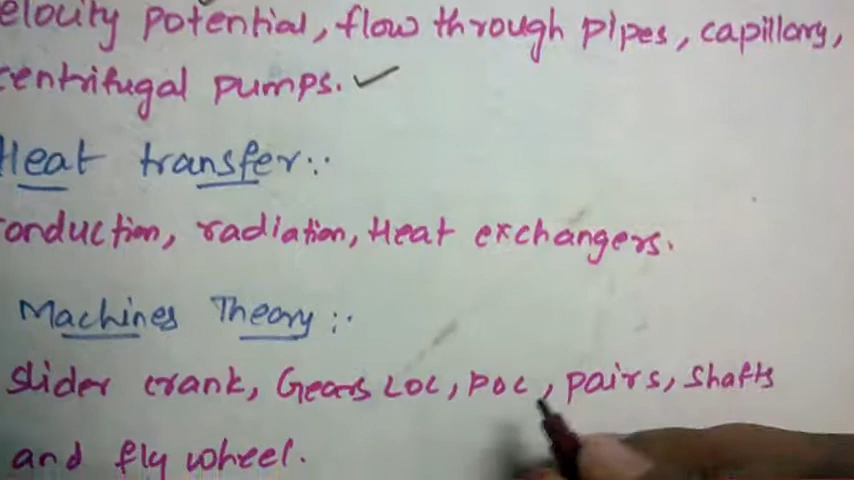 elocity potential, flow through pipes, capillary,
centrifugal pumps.
Heat transfer:-
onduction, radiation, Heat exchangers.
Machines Theory :-
slider crank, Gears LOC, POC, pairs, shafts
and fly wheel.